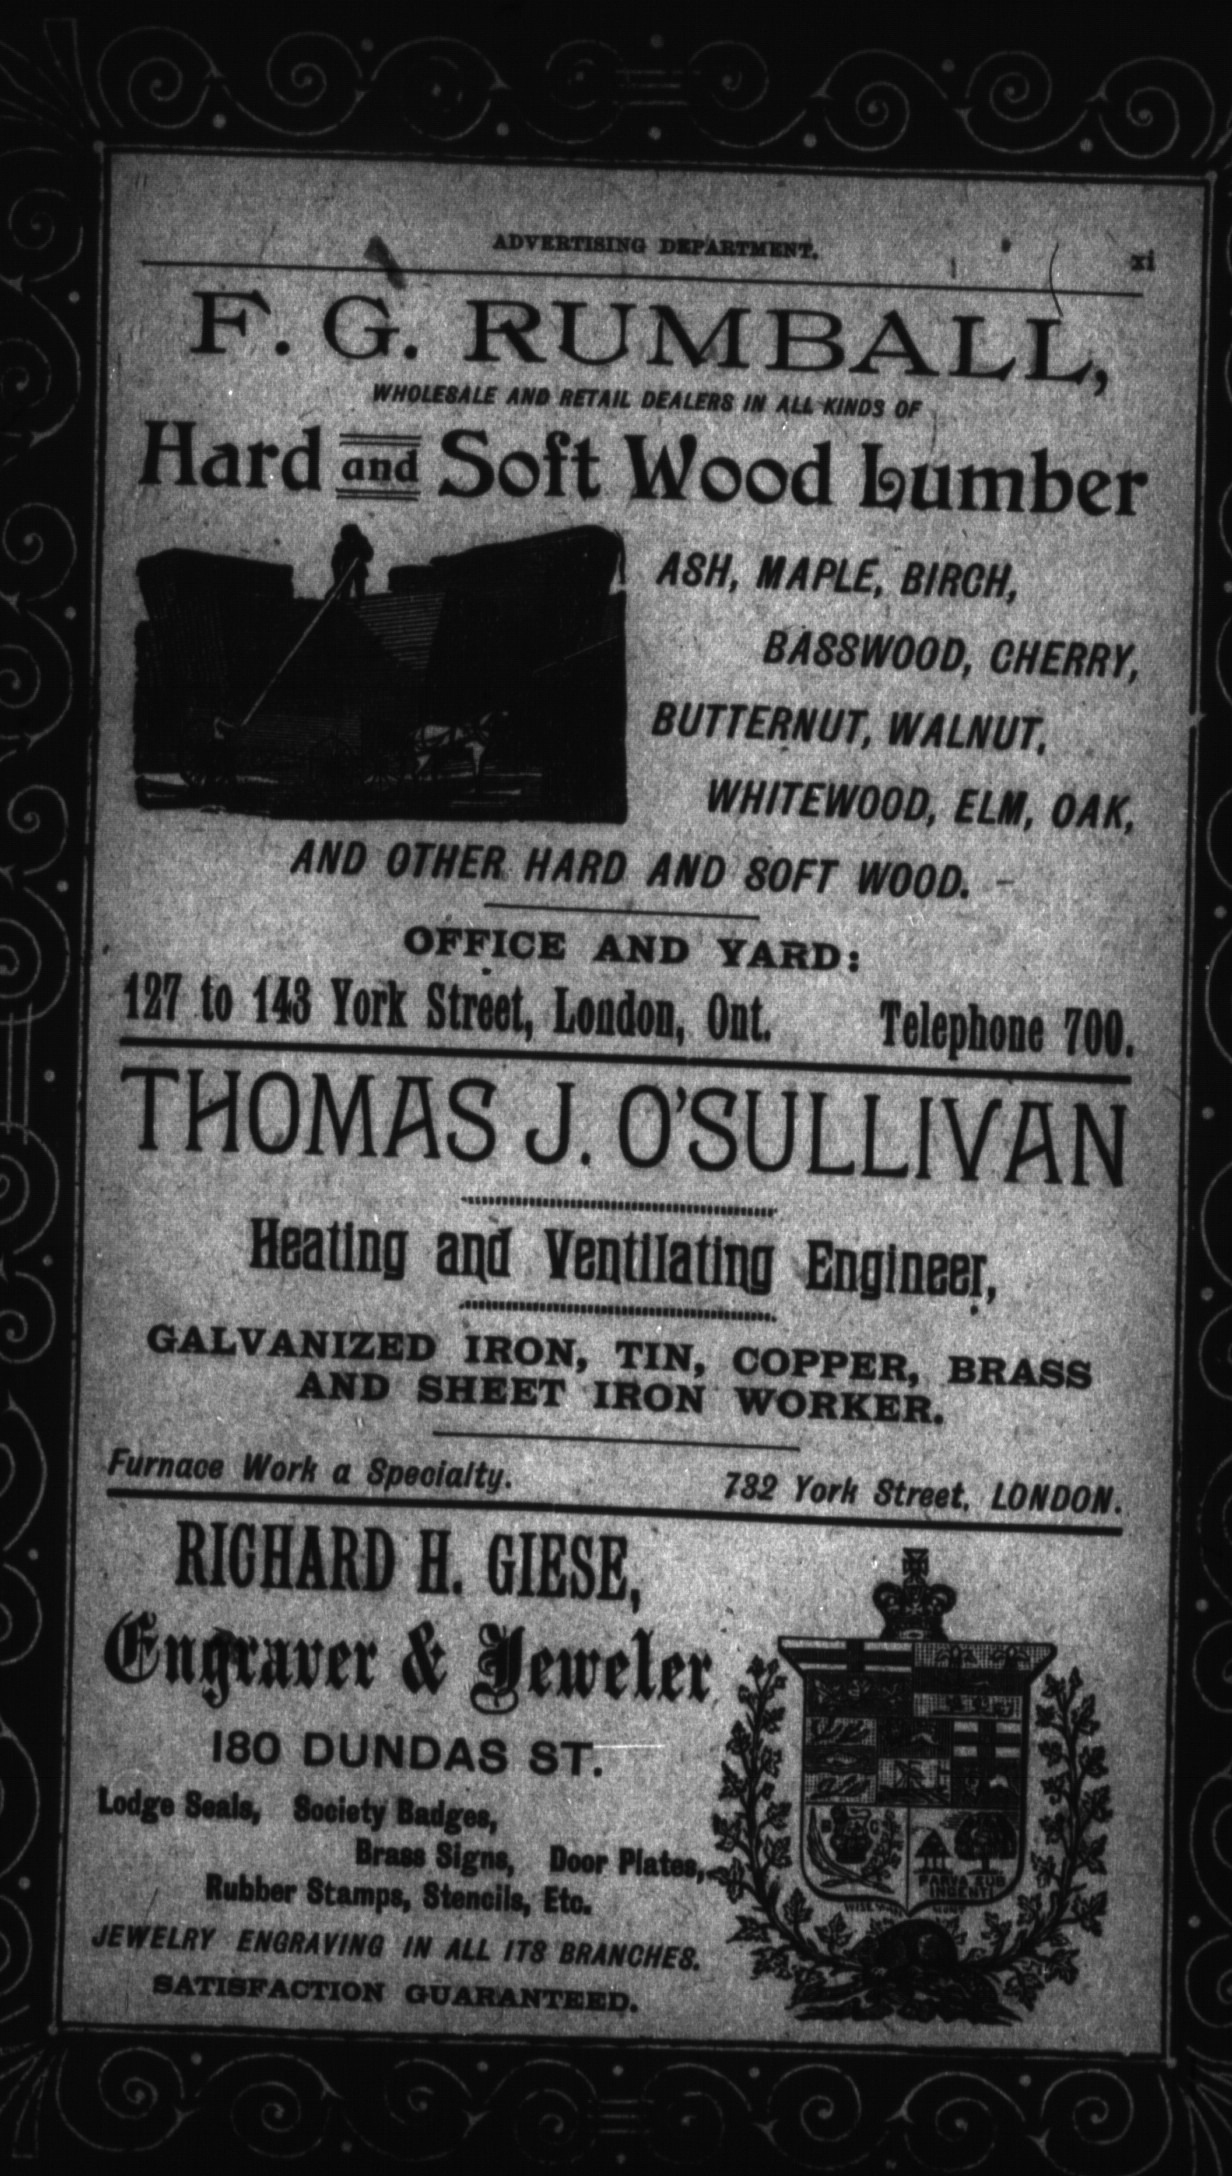 ADVERTISING DEPARTMENT. xi
F. G. RUMBALL,
WHOLESALE AND RETAIL DEALERS IN ALL KINDS OF
Hard and Soft Wood Lumber
ASH, MAPLE, BIRCH,
BASSWOOD, CHERRY,
BUTTERNUT, WALNUT,
WHITEWOOD, ELM, OAK,
AND OTHER HARD AND SOFT WOOD.
OFFICE AND YARD:
127 to 143 York Street, London, Ont. Telephone 700.
THOMAS J. O'SULLIVAN
Heating and Ventilating Engineer,
GALVANIZED IRON, TIN, COPPER, BRASS
AND SHEET IRON WORKER.
Furnace Work a Specialty. 732 York Street, LONDON.
RICHARD H. GIESE,
Engraver & Jeweler
180 DUNDAS ST.
Lodge Seals, Society Badges,
Brass Signs, Door Plates,
Rubber Stamps, Stencils, Etc.
JEWELRY ENGRAVING IN ALL ITS BRANCHES.
SATISFACTION GUARANTEED.
B C
PARVA SUB
INGENTI